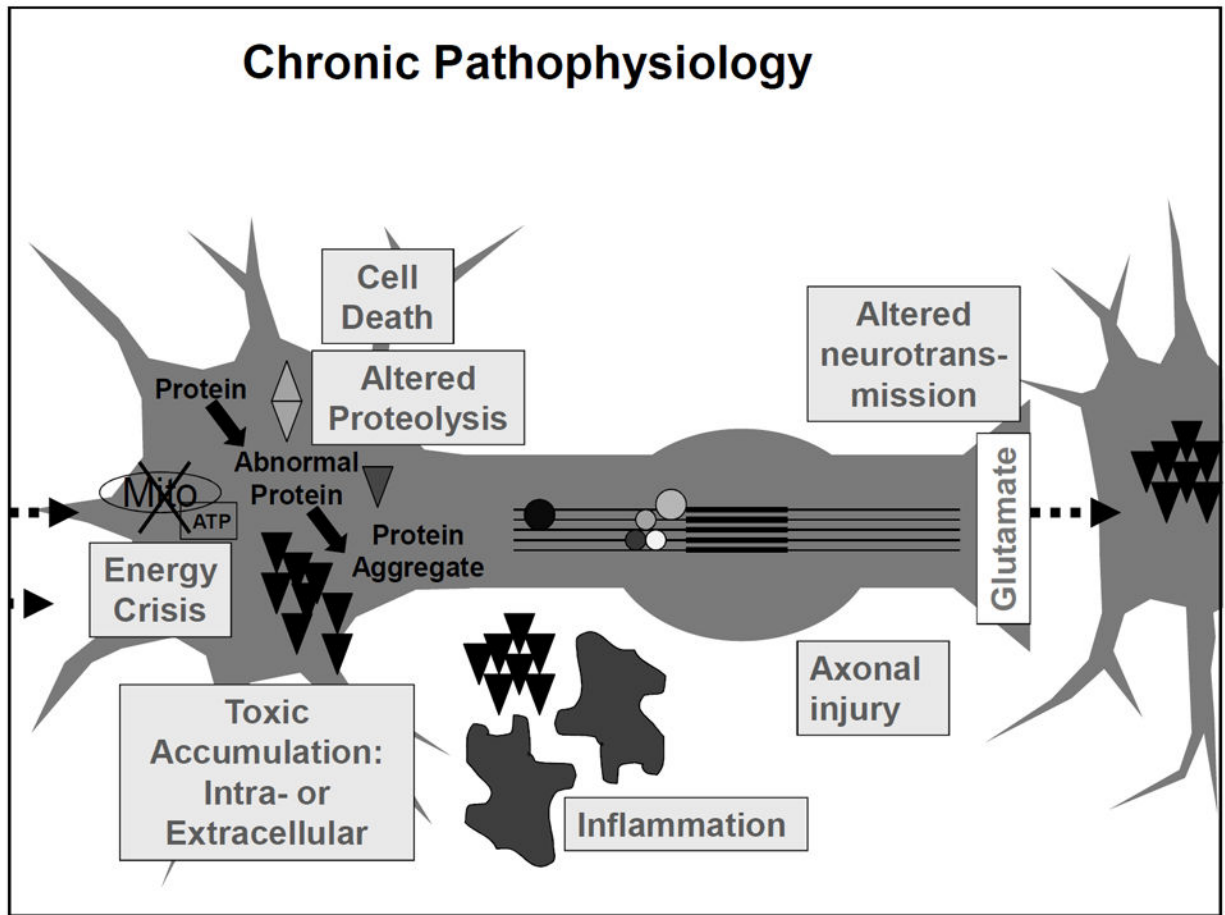 Chronic Pathophysiology
Cell
Death
Altered
Proteolysis
Altered
neurotrans-
mission
Protein
Abnormal
Protein
Mito
ATP
Protein
Aggregate
Energy
Crisis
Glutamate
Toxic
Accumulation:
Intra- or
Extracellular
Axonal
injury
Inflammation